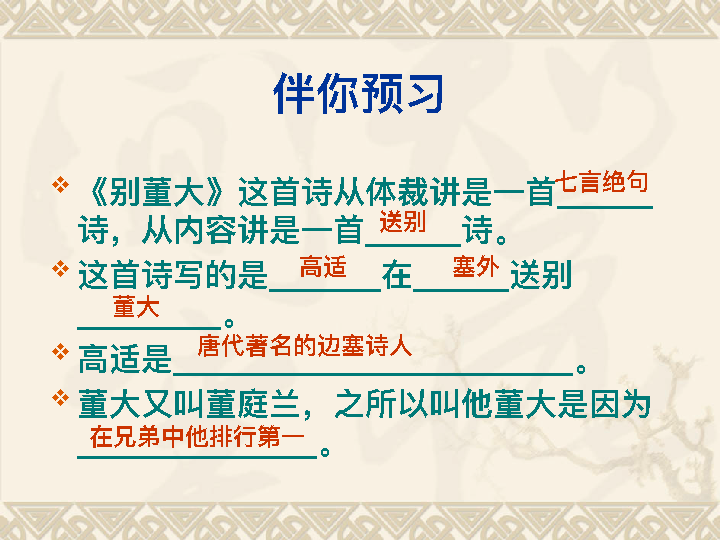 伴你预习
《别董大》这首诗从体裁讲是一首七言绝句
诗，从内容讲是一首送别诗。
这首诗写的是高适在塞外送别
董大。
高适是唐代著名的边塞诗人。
董大又叫董庭兰，之所以叫他董大是因为
在兄弟中他排行第一。